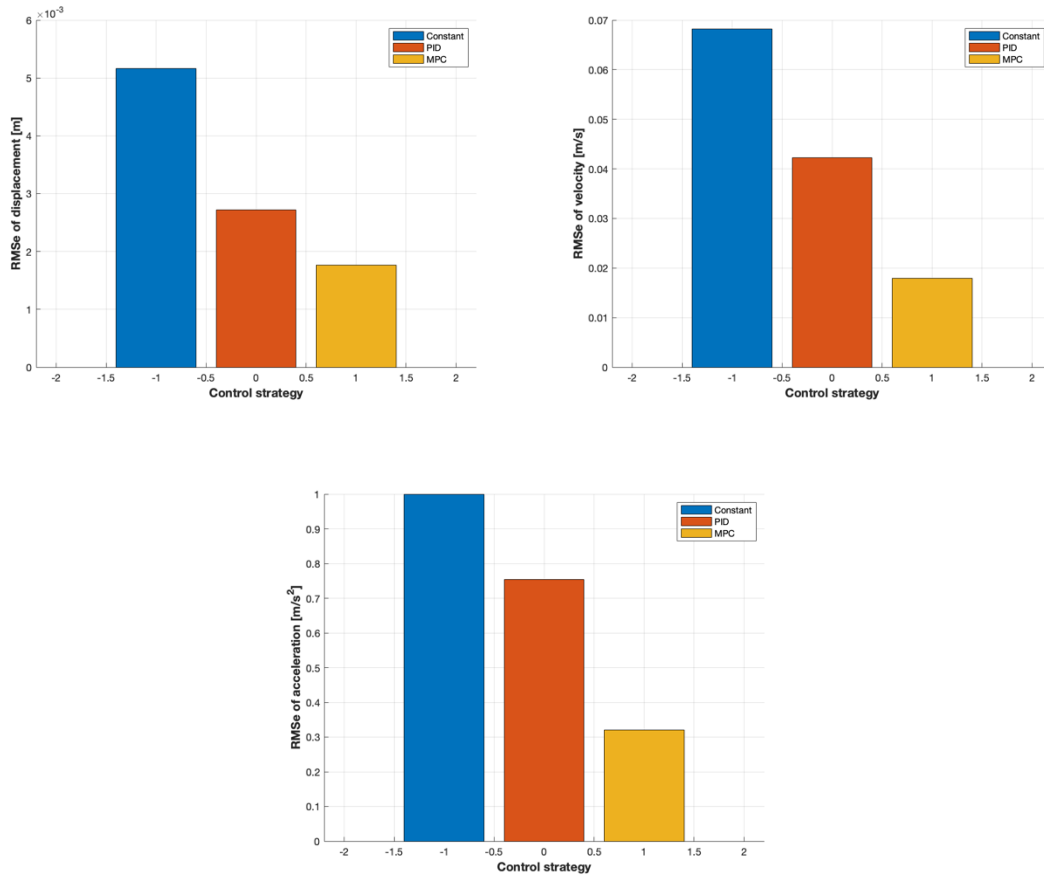 ×10⁻³
6
5
4
3
2
1
0
RMSe of displacement [m]
Constant
PID
MPC
-2 -1.5 -1 -0.5 0 0.5 1 1.5 2
Control strategy
0.07
0.06
0.05
0.04
0.03
0.02
0.01
0
RMSe of velocity [m/s]
Constant
PID
MPC
-2 -1.5 -1 -0.5 0 0.5 1 1.5 2
Control strategy
1
0.9
0.8
0.7
0.6
0.5
0.4
0.3
0.2
0.1
0
RMSe of acceleration [m/s²]
Constant
PID
MPC
-2 -1.5 -1 -0.5 0 0.5 1 1.5 2
Control strategy